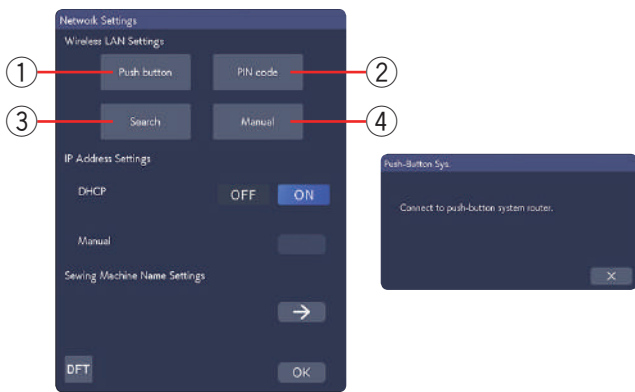 Network Settings
Wireless LAN Settings
1 Push button PIN code 2
3 Search Manual 4
IP Address Settings
DHCP OFF ON
Manual
Sewing Machine Name Settings
→
DFT OK
Push-Button Sys.
Connect to push-button system router.
×